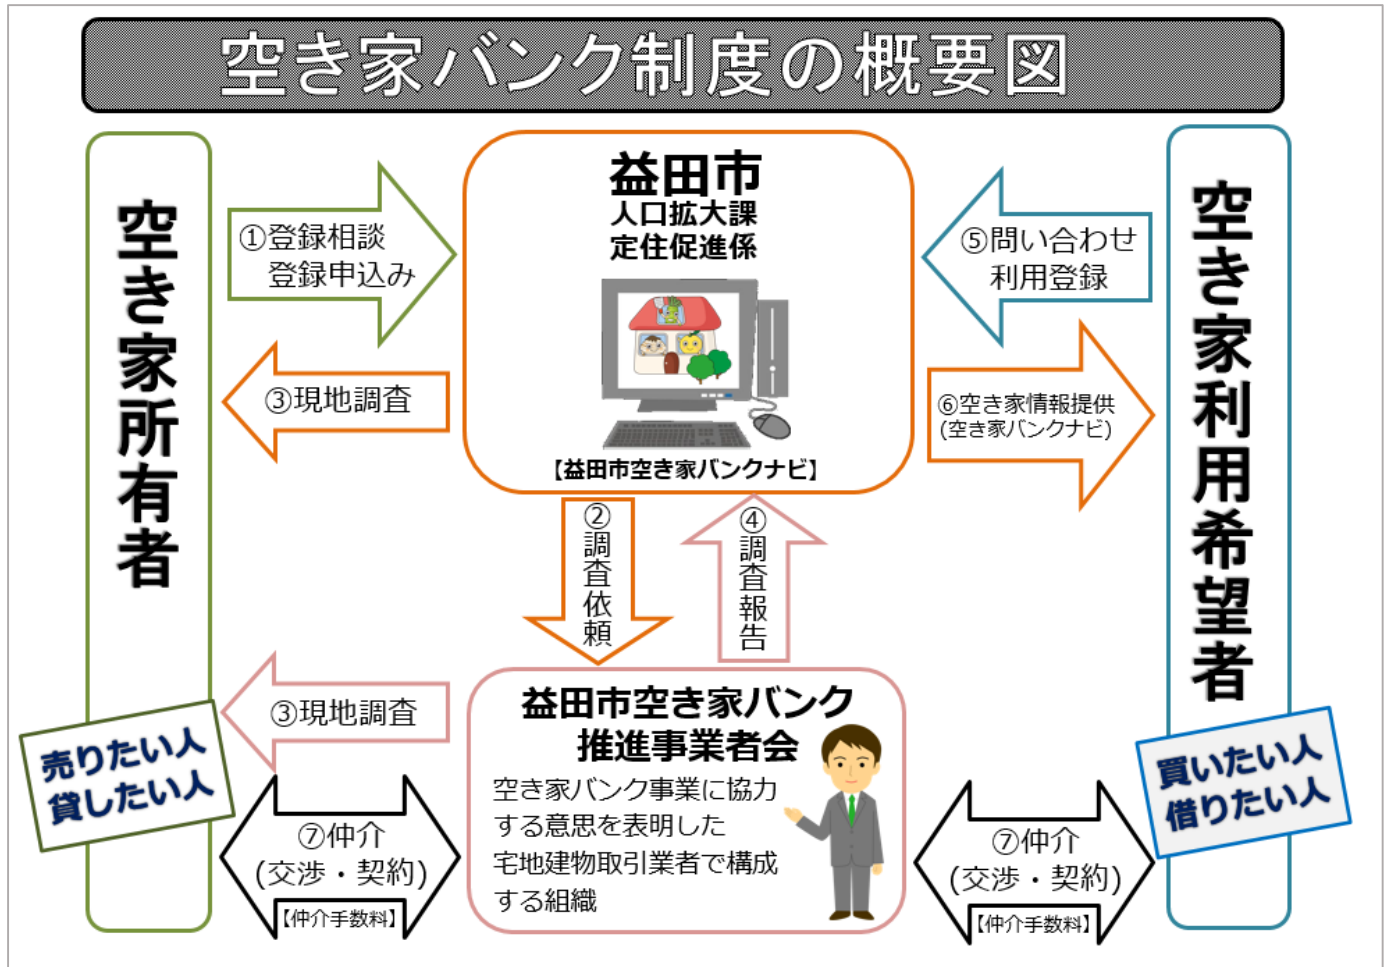 空き家バンク制度の概要図
空き家所有者
売りたい人
貸したい人
①登録相談
登録申込み
③現地調査
益田市
人口拡大課
定住促進係
【益田市空き家バンクナビ】
⑤問い合わせ
利用登録
⑥空き家情報提供
(空き家バンクナビ)
空き家利用希望者
買いたい人
借りたい人
②調査依頼
④調査報告
③現地調査
益田市空き家バンク
推進事業者会
空き家バンク事業に協力
する意思を表明した
宅地建物取引業者で構成
する組織
⑦仲介
(交渉・契約)
【仲介手数料】
⑦仲介
(交渉・契約)
【仲介手数料】